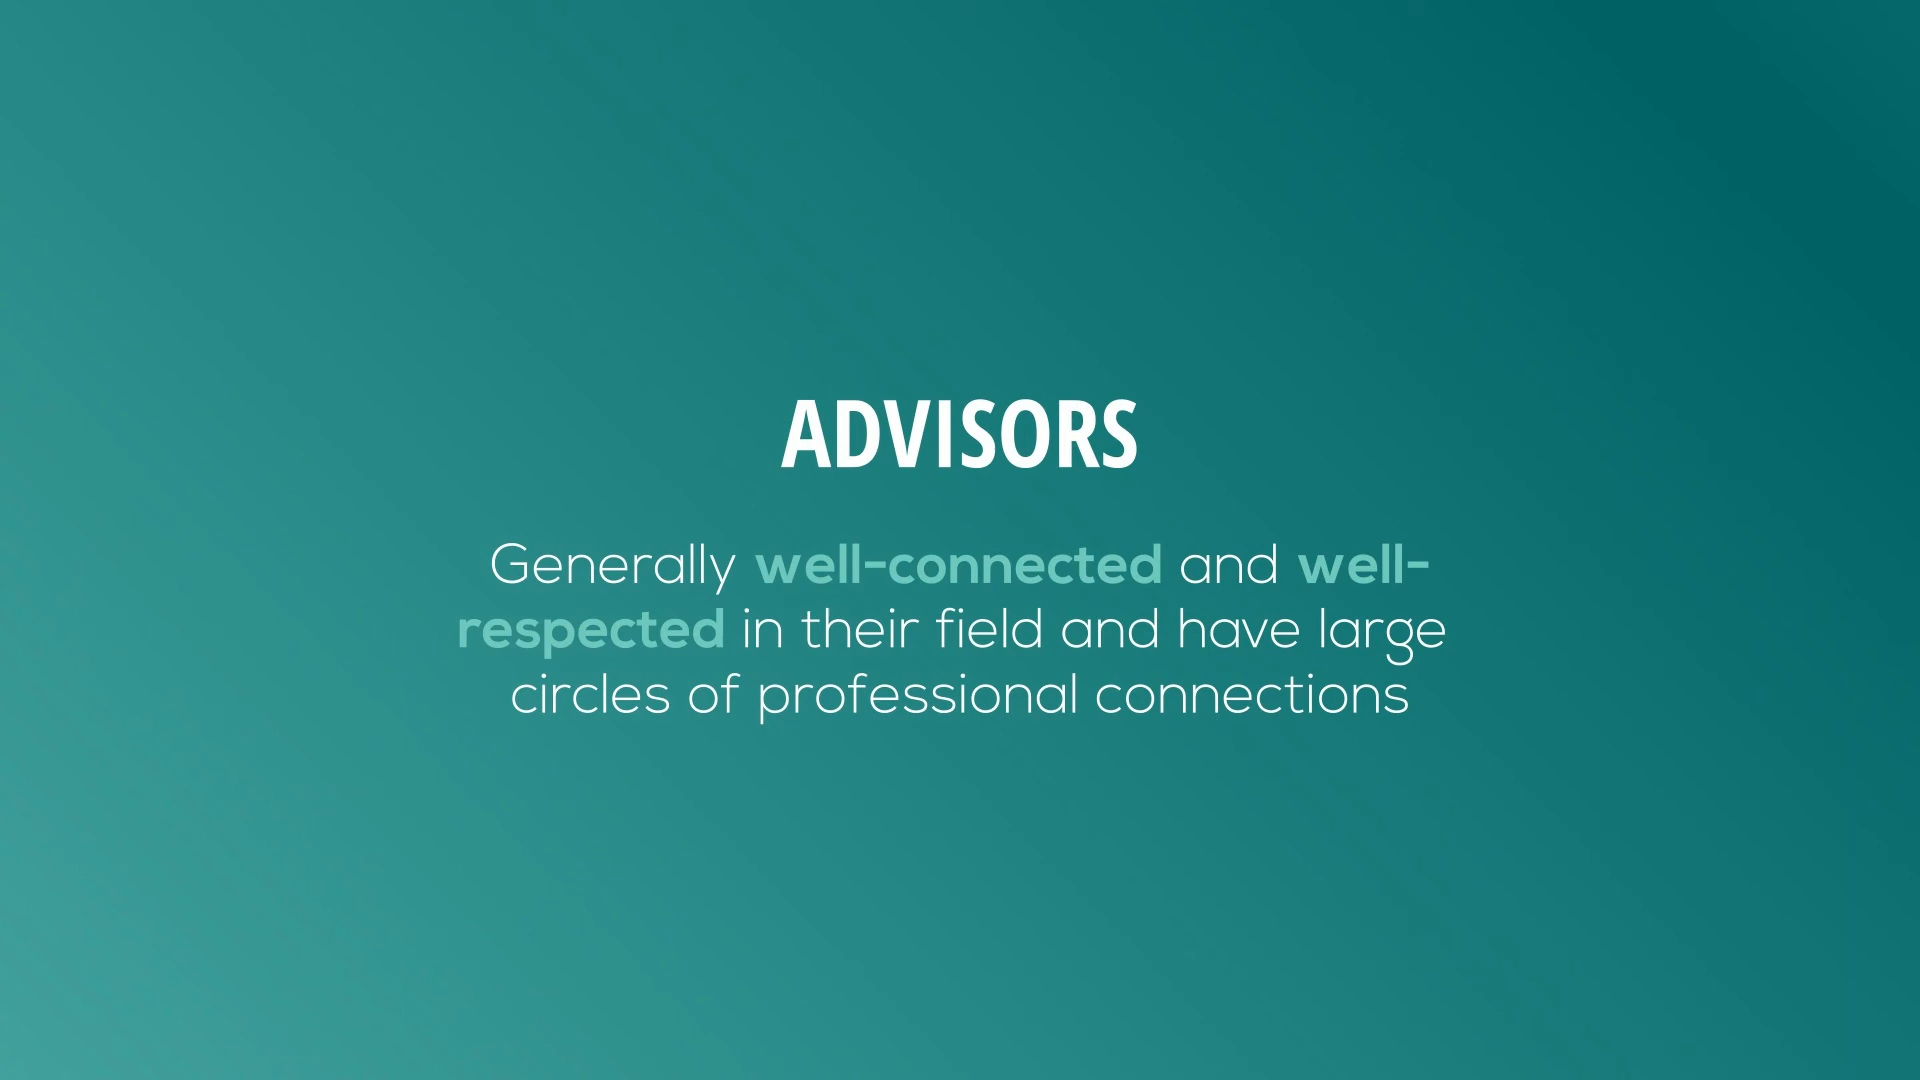 ADVISORS
Generally well-connected and well-
respected in their field and have large
circles of professional connections